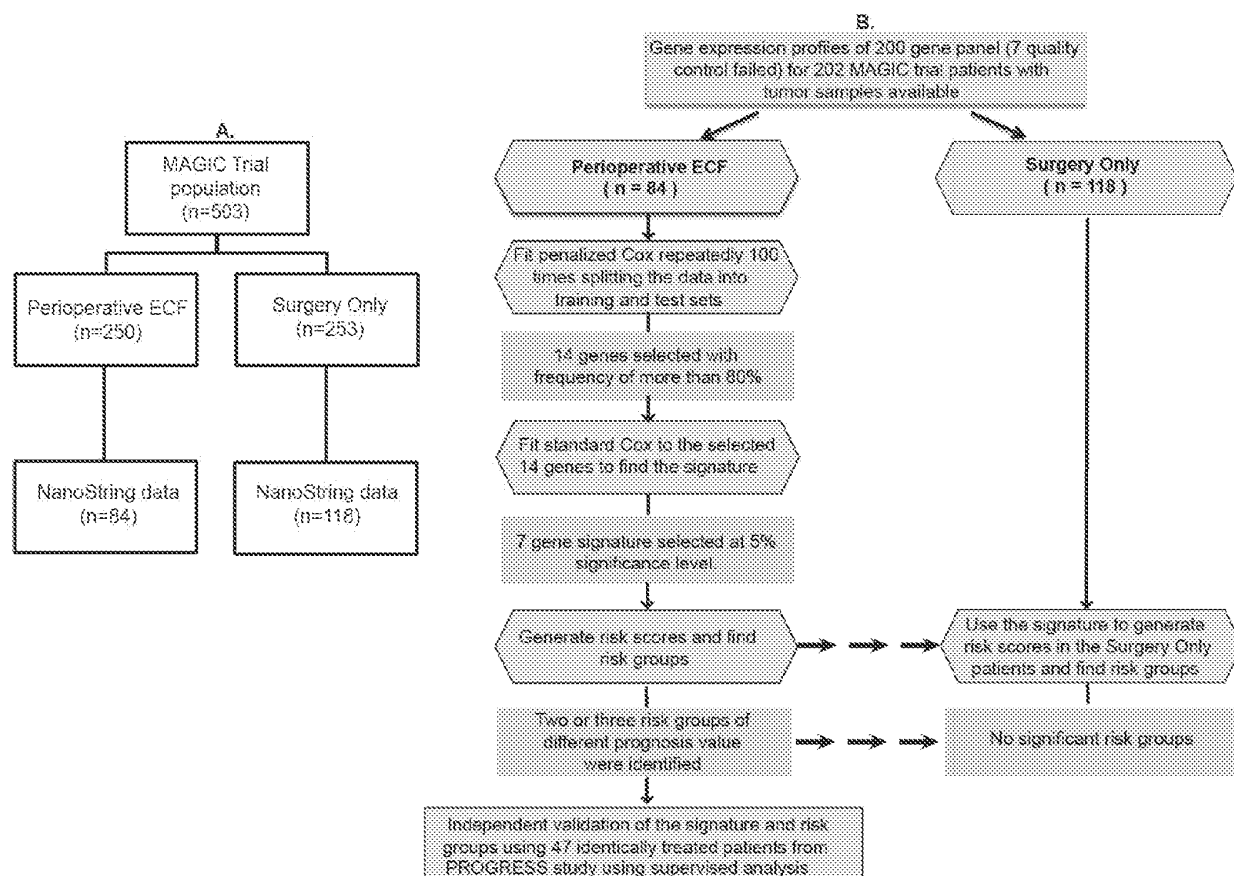 A.
MAGIC Trial
population
(n=503)
Perioperative ECF
(n=250)
Surgery Only
(n=253)
NanoString data
(n=84)
NanoString data
(n=118)
B.
Gene expression profiles of 200 gene panel (7 quality
control failed) for 202 MAGIC trial patients with
tumor samples available
Perioperative ECF
( n = 84 )
Surgery Only
( n = 118 )
Fit penalized Cox repeatedly 100
times splitting the data into
training and test sets
14 genes selected with
frequency of more than 80%
Fit standard Cox to the selected
14 genes to find the signature
7 gene signature selected at 5%
significance level.
Generate risk scores and find
risk groups
Use the signature to generate
risk scores in the Surgery Only
patients and find risk groups
Two or three risk groups of
different prognosis value
were identified
No significant risk groups
Independent validation of the signature and risk
groups using 47 identically treated patients from
PROGRESS study using supervised analysis